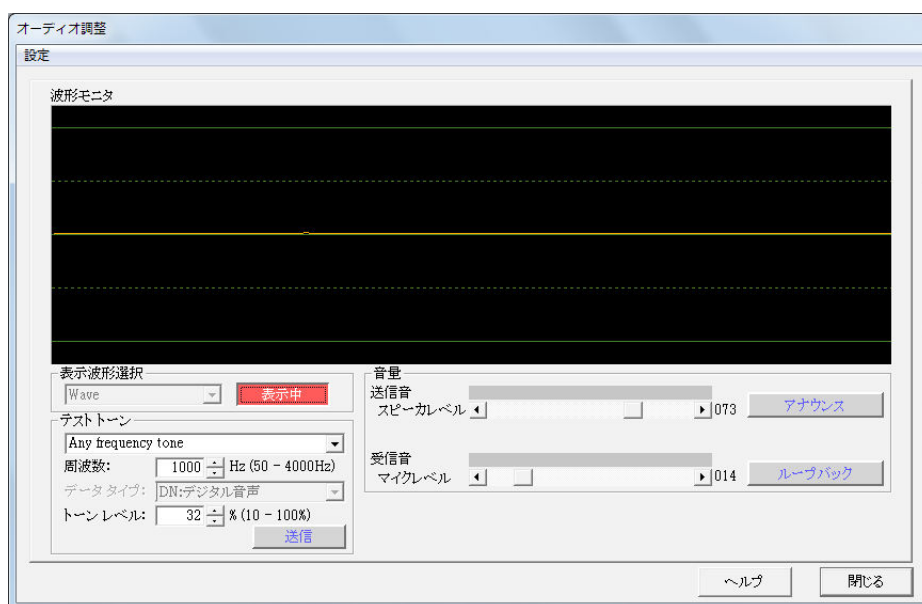 オーディオ調整
設定
波形モニタ
表示波形選択
Wave
表示中
テストトーン
Any frequency tone
周波数: 1000 Hz (50 - 4000Hz)
データタイプ: DN:デジタル音声
トーンレベル: 32 % (10 - 100%)
送信
音量
送信音
スピーカレベル 073 アナウンス
受信音
マイクレベル 014 ループバック
ヘルプ 閉じる